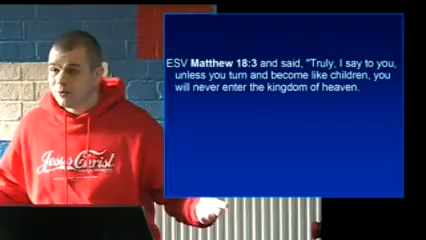 ESV Matthew 18:3 and said, "Truly, I say to you,
unless you turn and become like children, you
will never enter the kingdom of heaven.
Jesus Christ